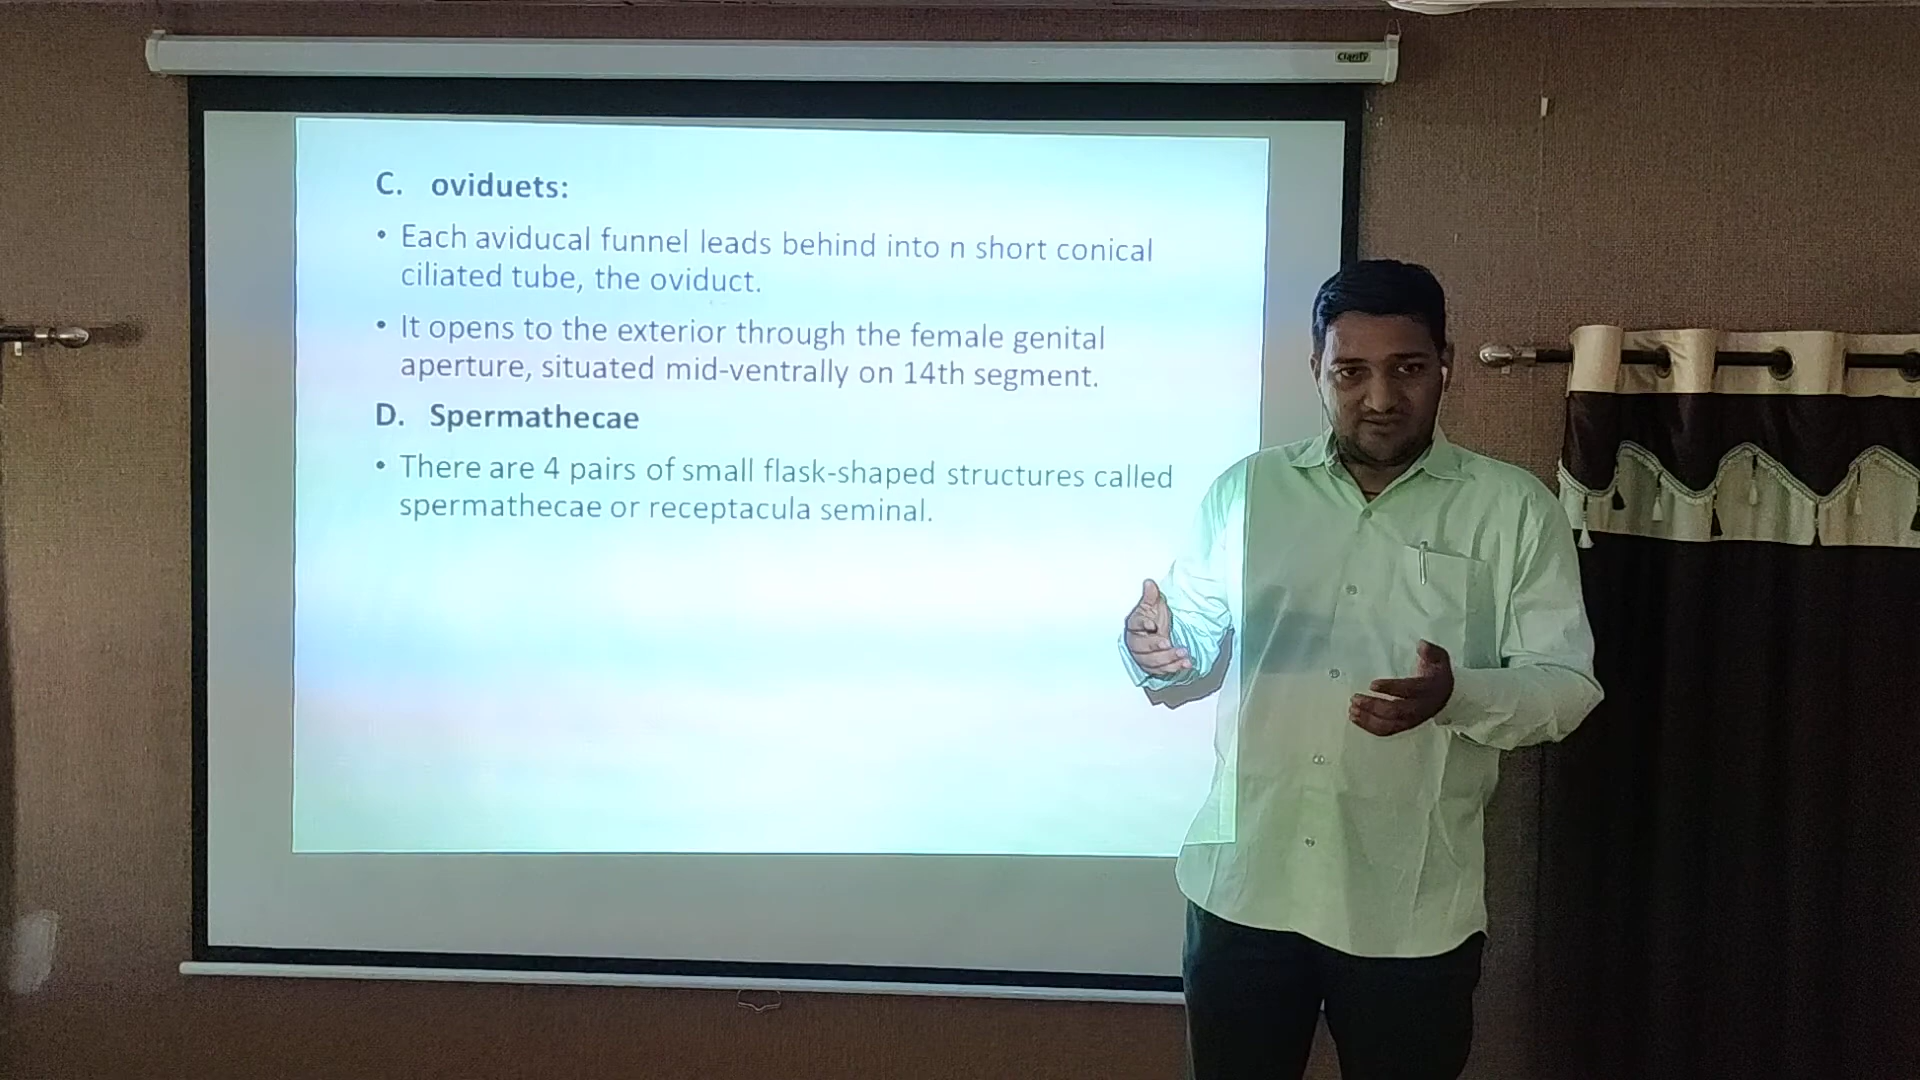 Clarify
C. oviduets:
• Each aviducal funnel leads behind into n short conical
ciliated tube, the oviduct.
• It opens to the exterior through the female genital
aperture, situated mid-ventrally on 14th segment.
D. Spermathecae
• There are 4 pairs of small flask-shaped structures called
spermathecae or receptacula seminal.